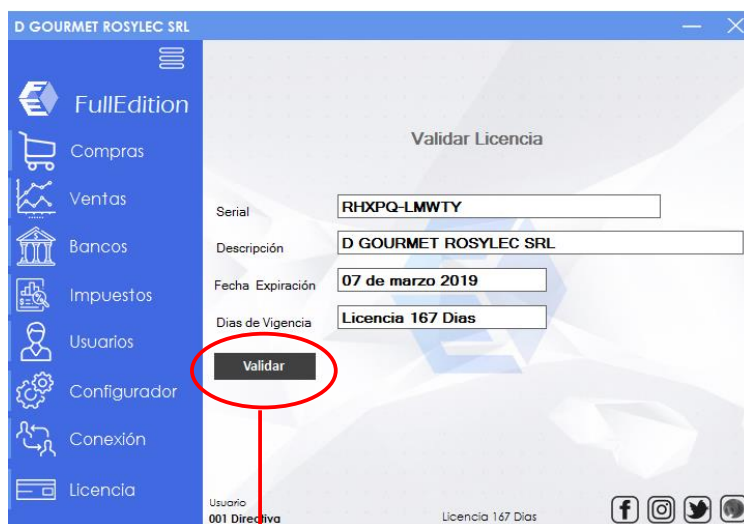 D GOURMET ROSYLEC SRL
FullEdition
Compras
Ventas
Bancos
Impuestos
Usuarios
Configurador
Conexión
Licencia
Validar Licencia
Serial RHXPQ-LMWTY
Descripción D GOURMET ROSYLEC SRL
Fecha Expiración 07 de marzo 2019
Dias de Vigencia Licencia 167 Dias
Validar
Usuario
001 Directiva Licencia 167 Dias